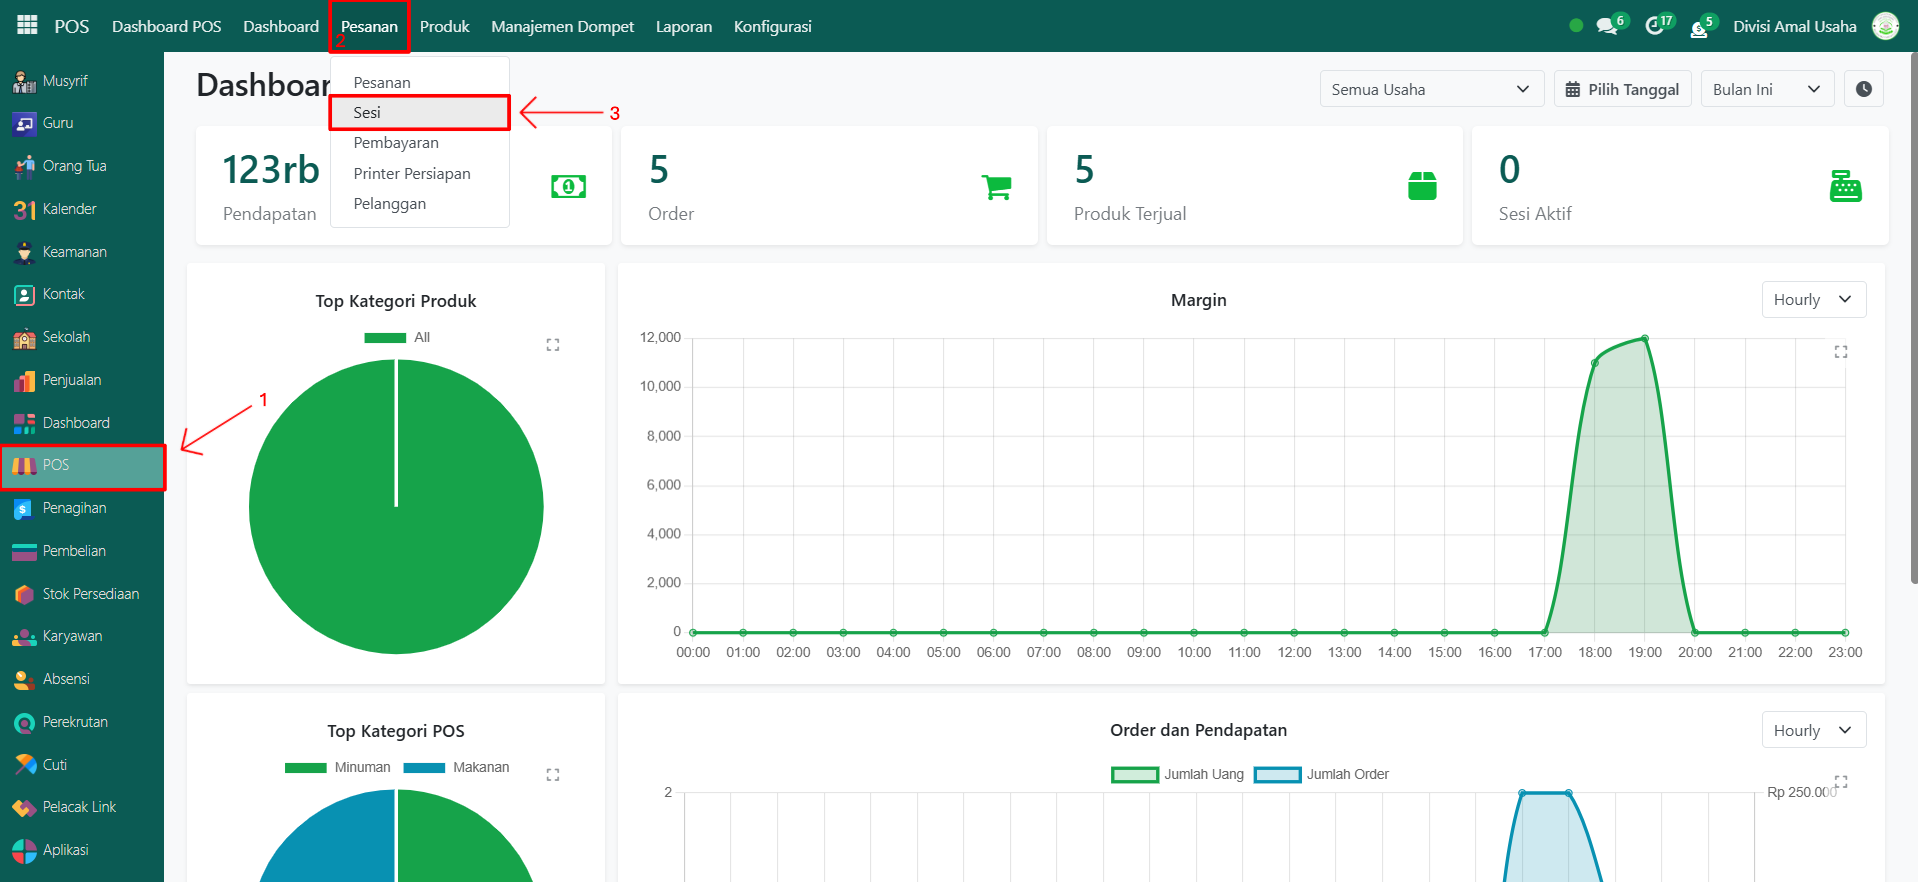 POS Dashboard POS Dashboard Pesanan Produk Manajemen Dompet Laporan Konfigurasi 6 17 5 Divisi Amal Usaha
2
Musyrif
Guru
Orang Tua
31 Kalender
Keamanan
Kontak
Sekolah
Penjualan
Dashboard
POS
Penagihan
Pembelian
Stok Persediaan
Karyawan
Absensi
Perekrutan
Cuti
Pelacak Link
Aplikasi
1
Pesanan
Sesi
3
Pembayaran
Printer Persiapan
Pelanggan
Semua Usaha Pilih Tanggal Bulan Ini
123rb
Pendapatan
5
Order
5
Produk Terjual
0
Sesi Aktif
Top Kategori Produk
All
Margin
Hourly
12,000
10,000
8,000
6,000
4,000
2,000
0
00:00 01:00 02:00 03:00 04:00 05:00 06:00 07:00 08:00 09:00 10:00 11:00 12:00 13:00 14:00 15:00 16:00 17:00 18:00 19:00 20:00 21:00 22:00 23:00
Top Kategori POS
Minuman Makanan
Order dan Pendapatan
Hourly
Jumlah Uang Jumlah Order
2
Rp 250.000